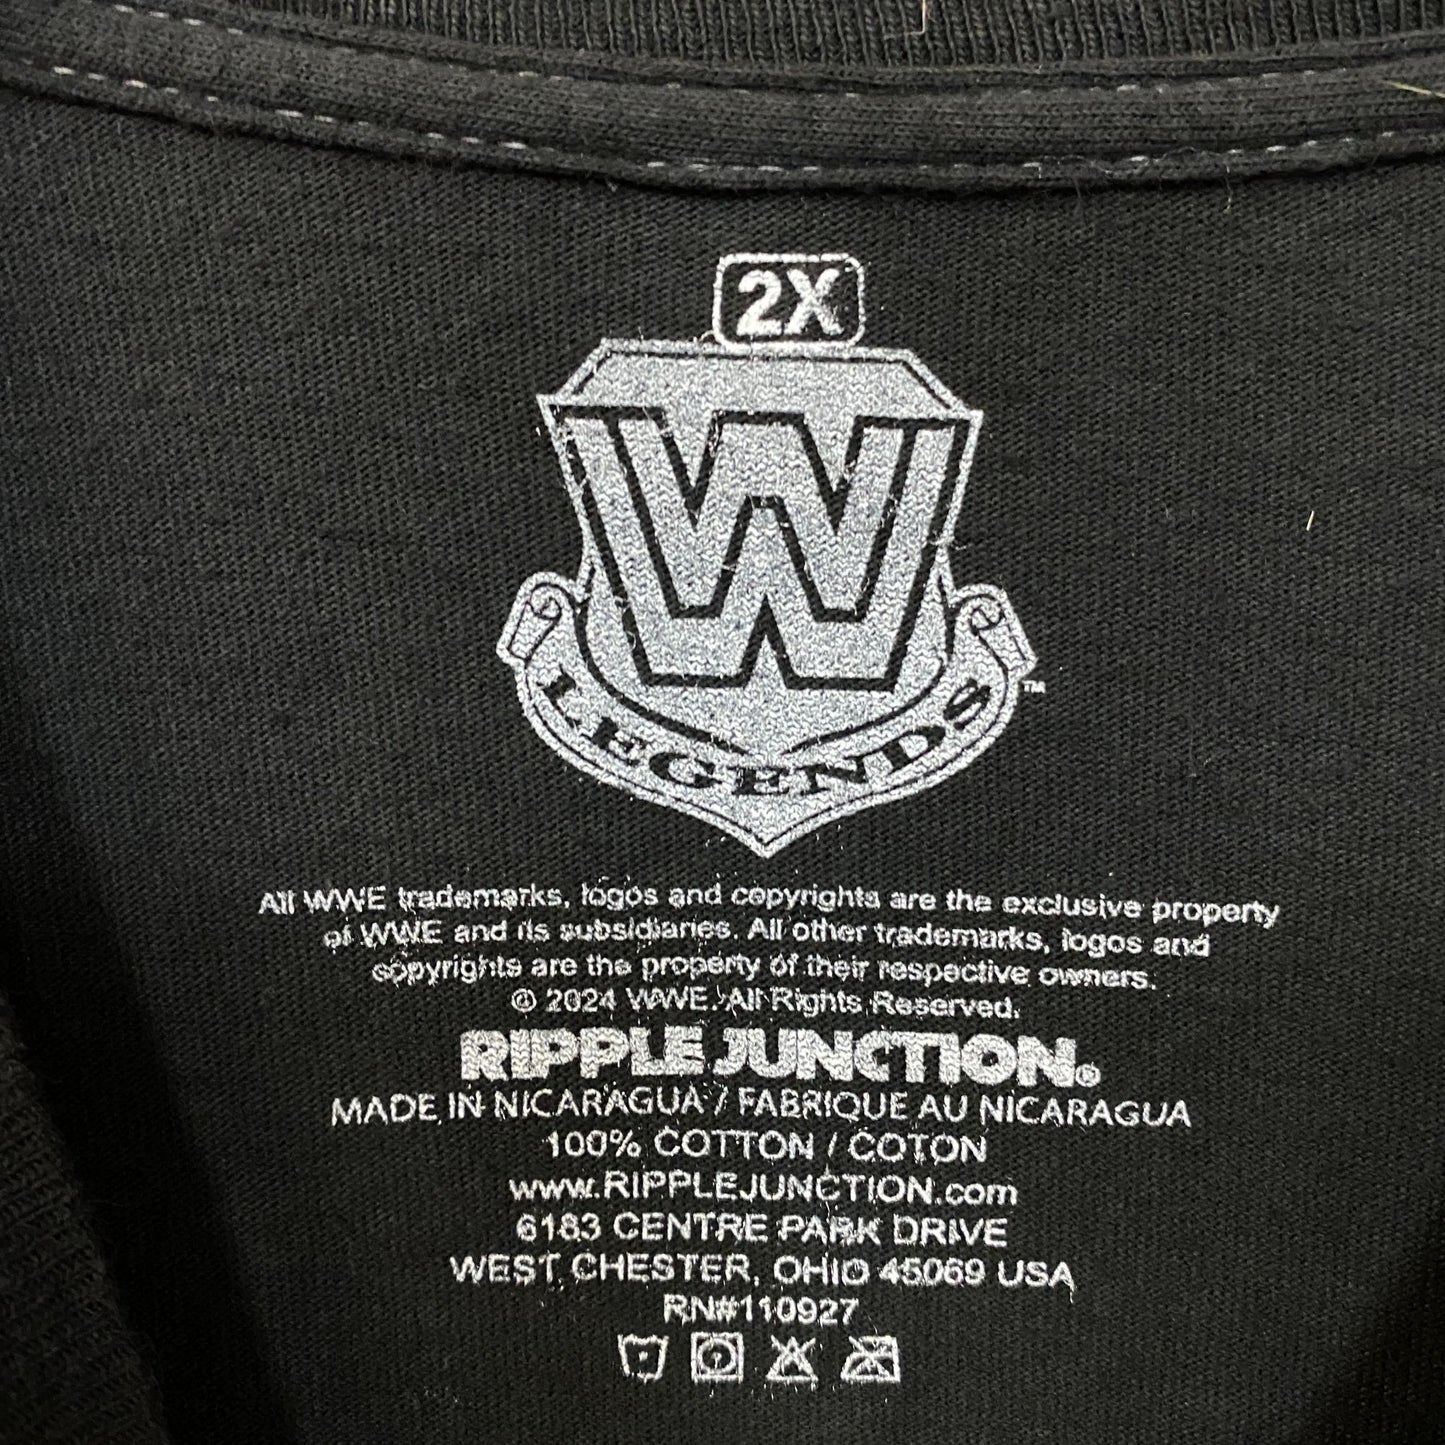 2X
W
LEGENDS
TM
All WWE trademarks, logos and copyrights are the exclusive property
of WWE and its subsidiaries. All other trademarks, logos and
copyrights are the property of their respective owners.
© 2024 WWE. All Rights Reserved.
RIPPLE JUNCTION®
MADE IN NICARAGUA / FABRIQUE AU NICARAGUA
100% COTTON / COTON
www.RIPPLEJUNCTION.com
6183 CENTRE PARK DRIVE
WEST CHESTER, OHIO 45069 USA
RN#110927